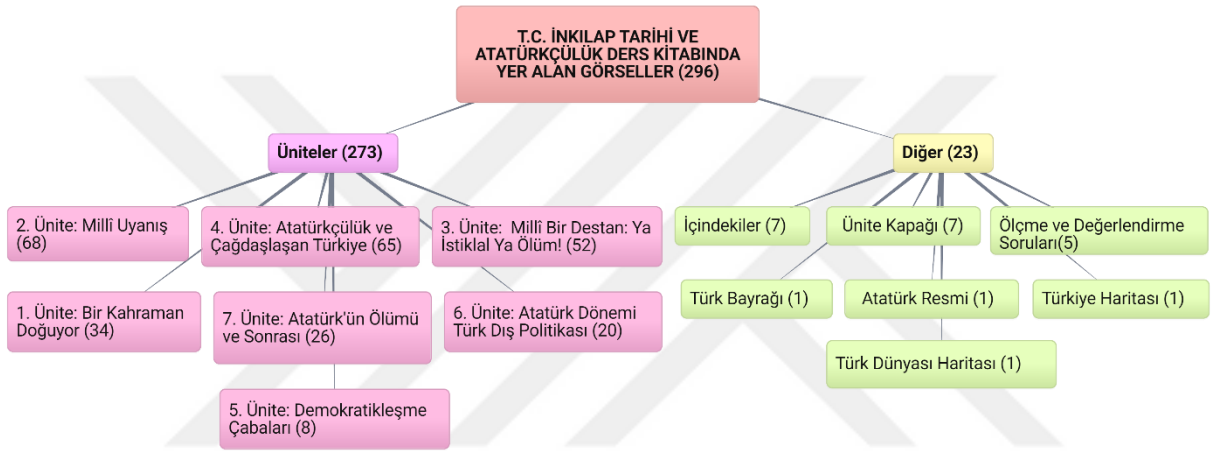 T.C. İNKILAP TARİHİ VE
ATATÜRKÇÜLÜK DERS KİTABINDA
YER ALAN GÖRSELLER (296)
Üniteler (273)
Diğer (23)
2. Ünite: Millî Uyanış
(68)
4. Ünite: Atatürkçülük ve
Çağdaşlaşan Türkiye (65)
3. Ünite:  Millî Bir Destan: Ya
İstiklal Ya Ölüm! (52)
İçindekiler (7)
Ünite Kapağı (7)
Ölçme ve Değerlendirme
Soruları(5)
1. Ünite: Bir Kahraman
Doğuyor (34)
7. Ünite: Atatürk'ün Ölümü
ve Sonrası (26)
6. Ünite: Atatürk Dönemi
Türk Dış Politikası (20)
Türk Bayrağı (1)
Atatürk Resmi (1)
Türkiye Haritası (1)
Türk Dünyası Haritası (1)
5. Ünite: Demokratikleşme
Çabaları (8)